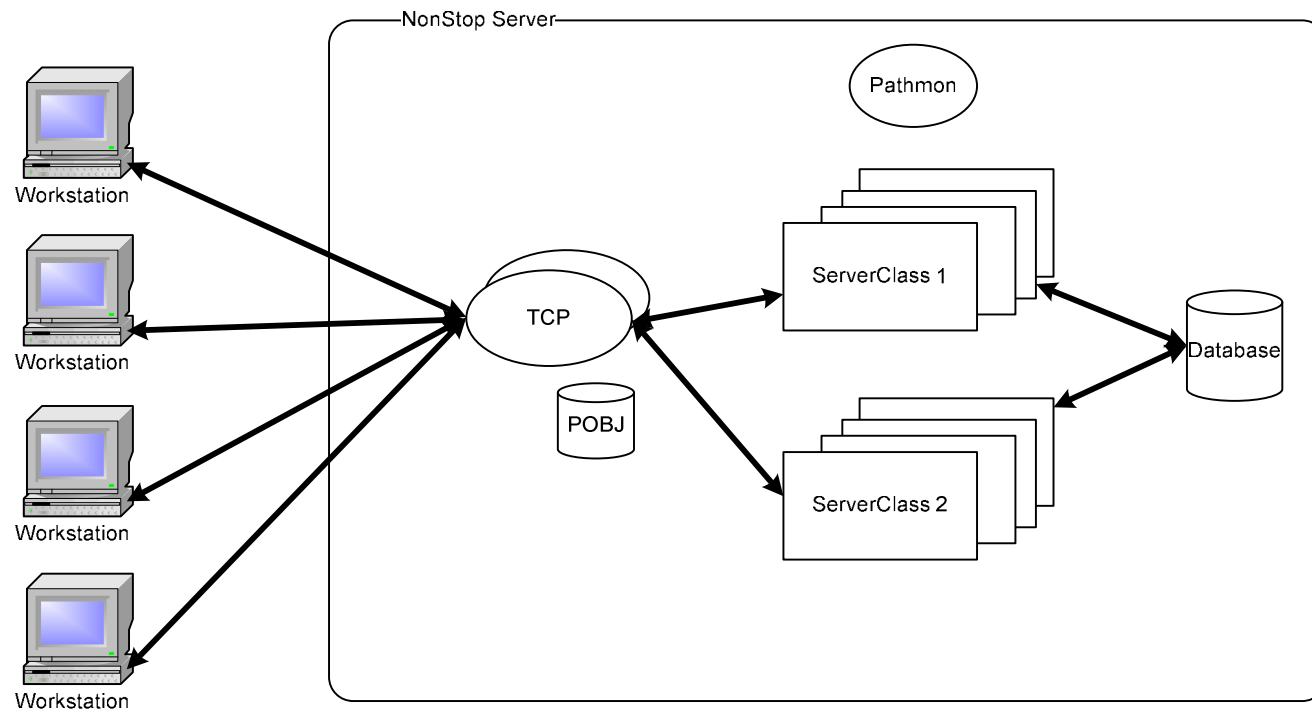 NonStop Server
Pathmon
Workstation
ServerClass 1
TCP
Workstation
Database
POBJ
ServerClass 2
Workstation
Workstation